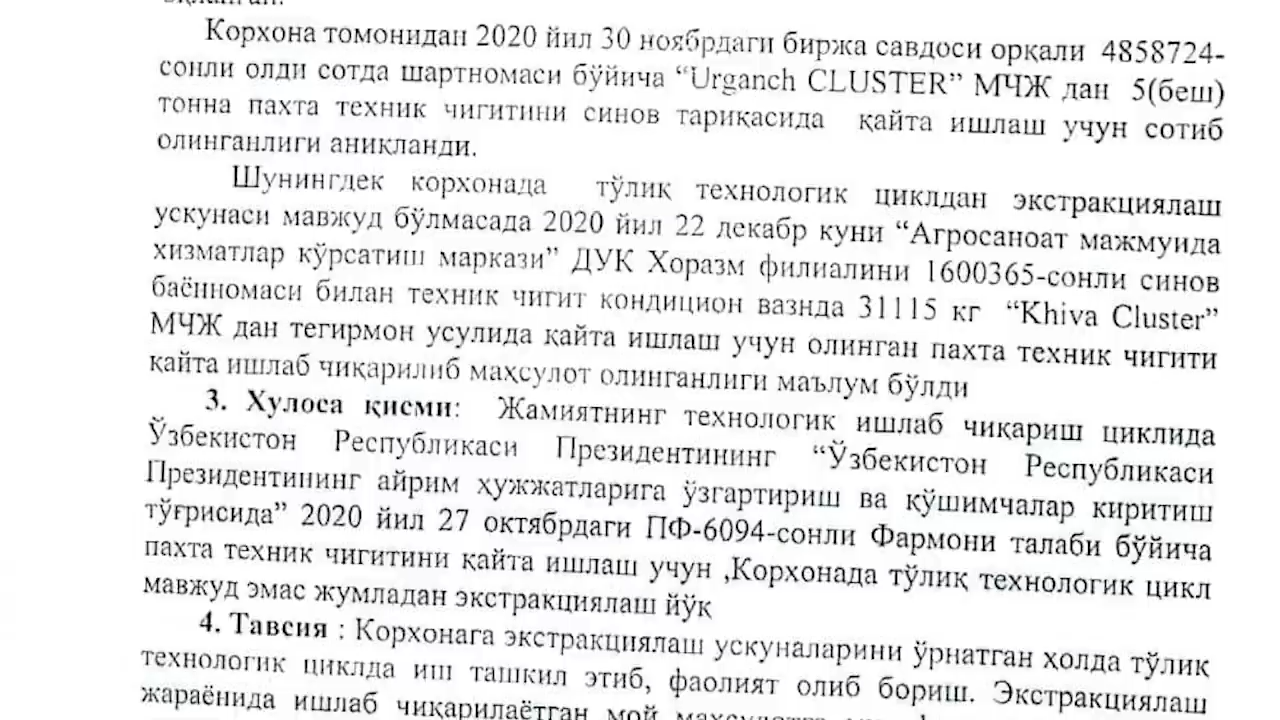 Корхона томонидан 2020 йил 30 ноябрдаги биржа савдоси орқали 4858724-
сонли олди сотда шартномаси бўйича “Urganch CLUSTER” МЧЖ дан 5(беш)
тонна пахта техник чигитини синов тариқасида қайта ишлаш учун сотиб
олинганлиги аниқланди.
Шунингдек корхонада тўлиқ технологик циклдан экстракциялаш
ускунаси мавжуд бўлмасада 2020 йил 22 декабр куни “Агросаноат мажмуида
хизматлар кўрсатиш маркази” ДУК Хоразм филиалини 1600365-сонли синов
баённомаси билан техник чигит кондицион вазнда 31115 кг “Khiva Cluster”
МЧЖ дан тегирмон усулида қайта ишлаш учун олинган пахта техник чигити
қайта ишлаб чиқарилиб маҳсулот олинганлиги маълум бўлди
3. Хулоса қисми: Жамиятнинг технологик ишлаб чиқариш циклида
Ўзбекистон Республикаси Президентининг “Ўзбекистон Республикаси
Президентининг айрим ҳужжатларига ўзгартириш ва қўшимчалар киритиш
тўғрисида” 2020 йил 27 октябрдаги ПФ-6094-сонли Фармони талаби бўйича
пахта техник чигитини қайта ишлаш учун ,Корхонада тўлиқ технологик цикл
мавжуд эмас жумладан экстракциялаш йўқ
4. Тавсия : Корхонага экстракциялаш ускуналарини ўрнатган ҳолда тўлиқ
технологик циклда иш ташкил этиб, фаолият олиб бориш. Экстракциялаш
жараёнида ишлаб чиқарилаётган мой